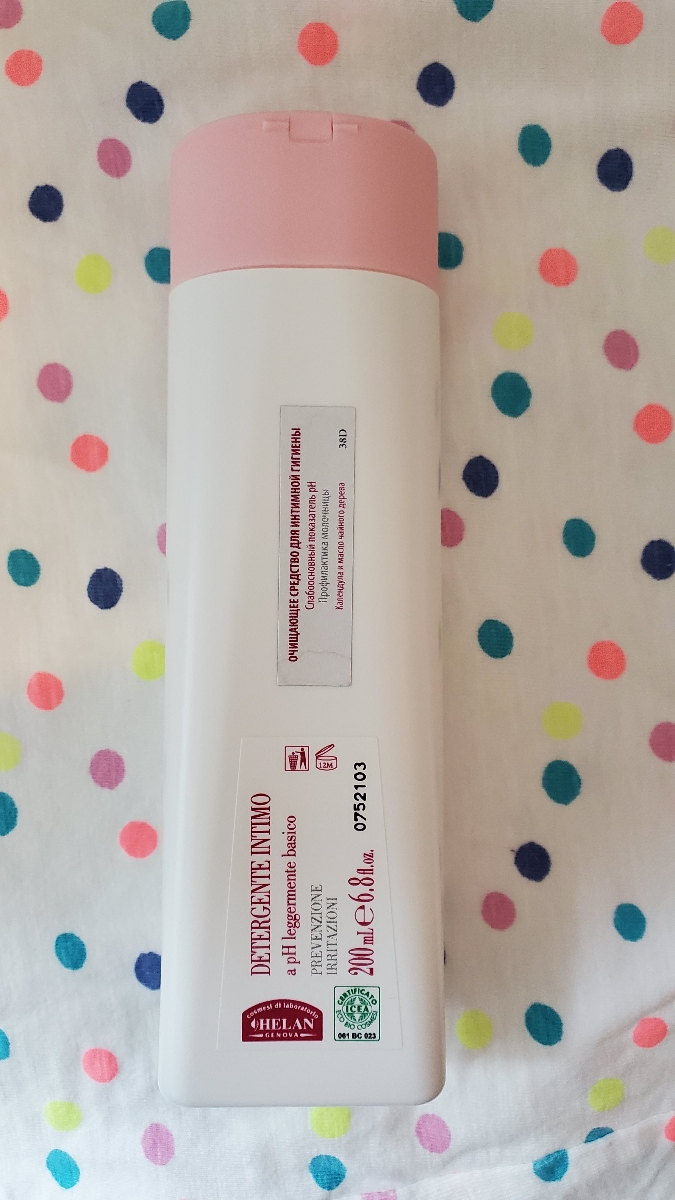 ОЧИЩАЮЩЕЕ СРЕДСТВО ДЛЯ ИНТИМНОЙ ГИГИЕНЫ
Слабоосновный показатель pH
Профилактика молочницы
Календула и масло чайного дерева
38D
DETERGENTE INTIMO
a pH leggermente basico
PREVENZIONE
IRRITAZIONI
200 mL e 6.8 fl.oz.
12M
0752103
cosmesi di laboratorio
HELAN
GENOVA
CERTIFICATO
ICEA
ECO BIO COSMESI
061 BC 023